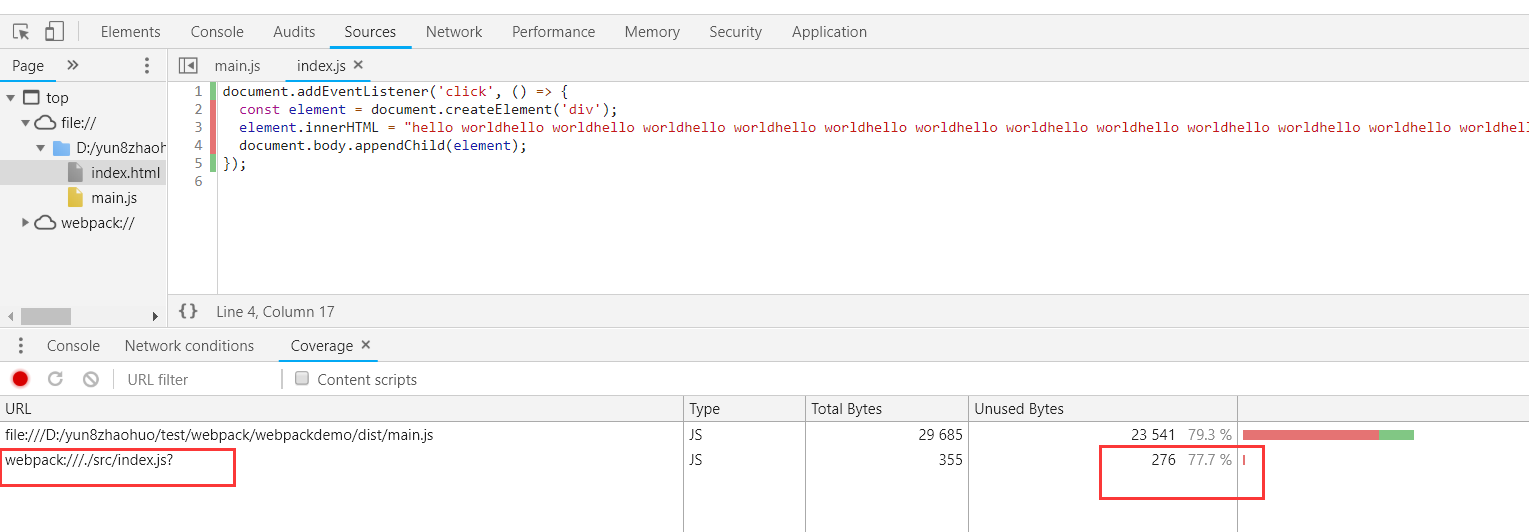 Elements Console Audits Sources Network Performance Memory Security Application
Page » main.js index.js ×
top
file://
D:/yun8zhaoh
index.html
main.js
webpack://
1 document.addEventListener('click', () => {
2 const element = document.createElement('div');
3 element.innerHTML = "hello worldhello worldhello worldhello worldhello worldhello worldhello worldhello worldhello worldhello worldhello worldhello worldhell
4 document.body.appendChild(element);
5 });
6
{} Line 4, Column 17
Console Network conditions Coverage ×
URL filter Content scripts
URL Type Total Bytes Unused Bytes
file:///D:/yun8zhaohuo/test/webpack/webpackdemo/dist/main.js JS 29 685 23 541 79.3 %
webpack:///./src/index.js? JS 355 276 77.7 %